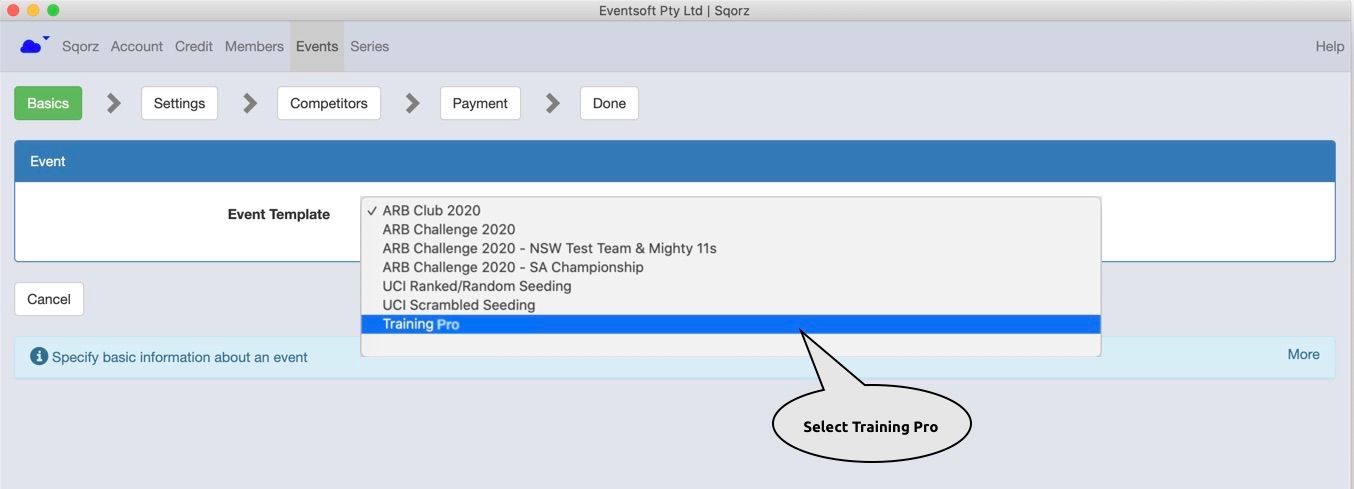 Eventsoft Pty Ltd | Sqorz
Sqorz Account Credit Members Events Series Help
Basics Settings Competitors Payment Done
Event
Event Template
✓ ARB Club 2020
ARB Challenge 2020
ARB Challenge 2020 - NSW Test Team & Mighty 11s
ARB Challenge 2020 - SA Championship
UCI Ranked/Random Seeding
UCI Scrambled Seeding
Training Pro
Cancel
Specify basic information about an event More
Select Training Pro